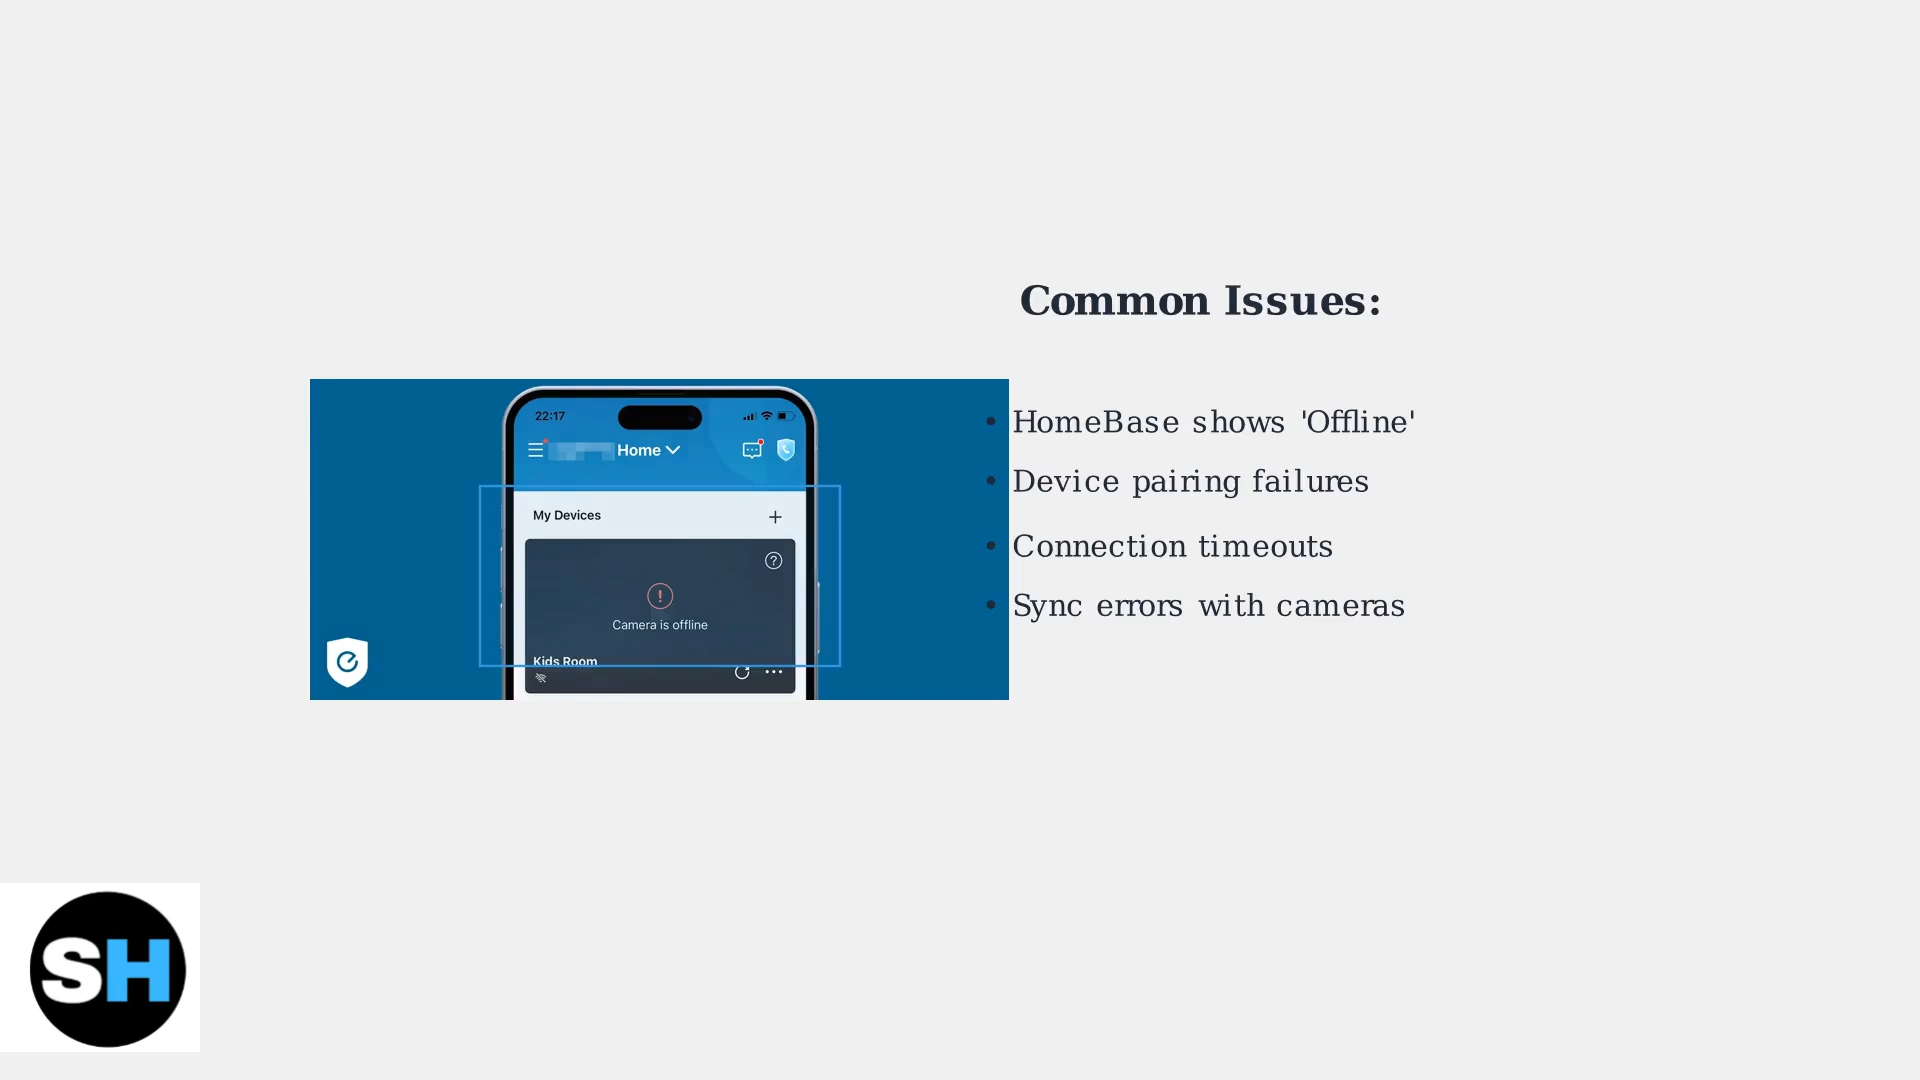 Common Issues:
22:17
Home
My Devices
Camera is offline
Kids Room
• HomeBase shows 'Offline'
• Device pairing failures
• Connection timeouts
• Sync errors with cameras
SH